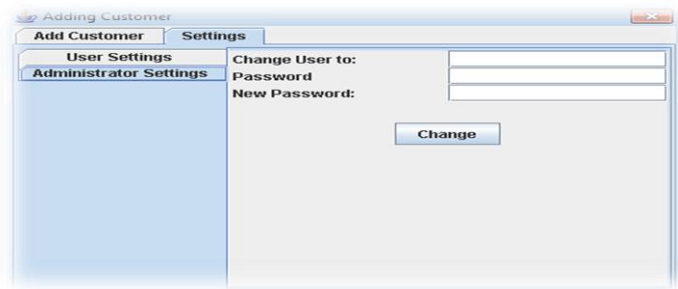 Adding Customer
Add Customer Settings
User Settings
Administrator Settings
Change User to:
Password
New Password:
Change